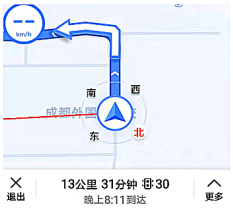 --
km/h
南 西
成都外国
东 北
13公里 31分钟 30
晚上8:11到达
退出
更多